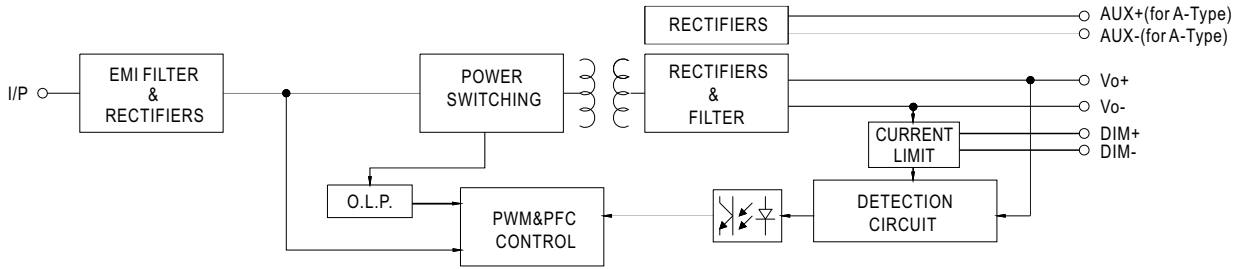 RECTIFIERS
AUX+(for A-Type)
AUX-(for A-Type)
I/P
EMI FILTER
&
RECTIFIERS
POWER
SWITCHING
RECTIFIERS
&
FILTER
Vo+
Vo-
CURRENT
LIMIT
DIM+
DIM-
O.L.P.
PWM&PFC
CONTROL
DETECTION
CIRCUIT